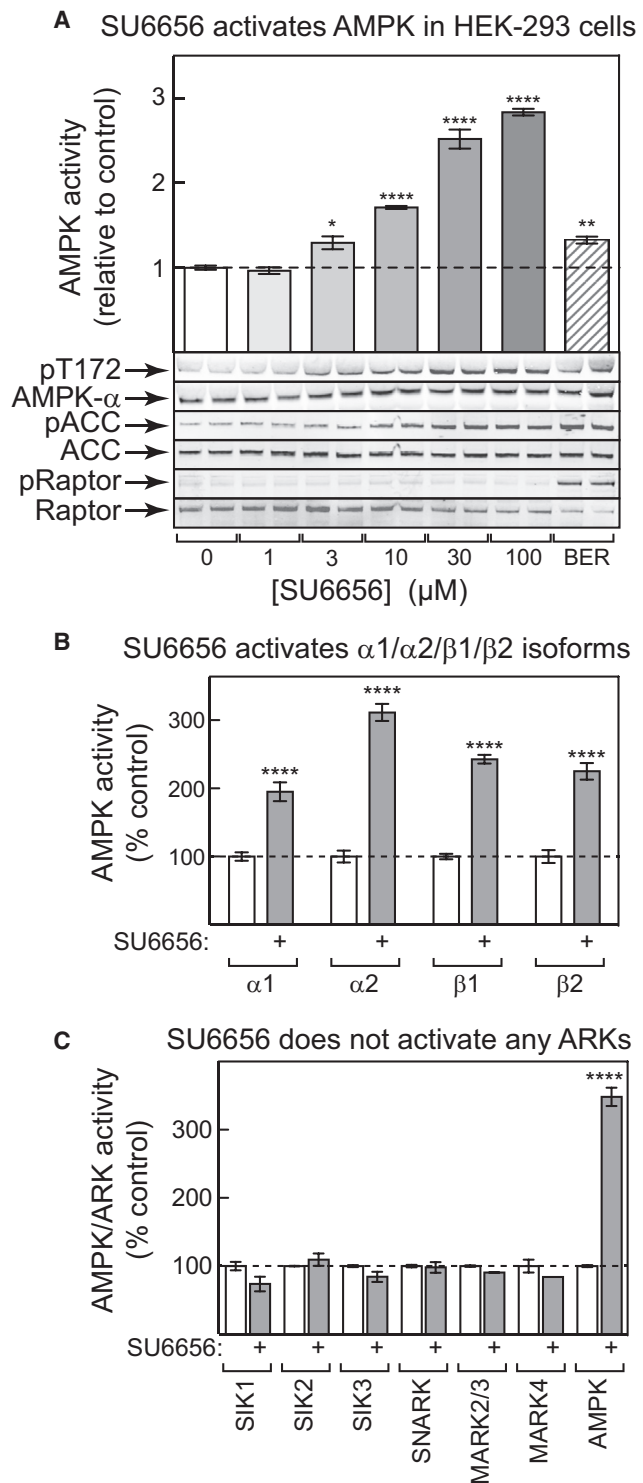 A SU6656 activates AMPK in HEK-293 cells
AMPK activity
(relative to control)
3
2
1
* **** **** **** **
pT172
AMPK-α
pACC
ACC
pRaptor
Raptor
0 1 3 10 30 100 BER
[SU6656] (μM)
B SU6656 activates α1/α2/β1/β2 isoforms
AMPK activity
(% control)
300
200
100
**** **** **** ****
SU6656: + + + +
α1 α2 β1 β2
C SU6656 does not activate any ARKs
AMPK/ARK activity
(% control)
300
200
100
****
SU6656: + + + + + + +
SIK1 SIK2 SIK3 SNARK MARK2/3 MARK4 AMPK